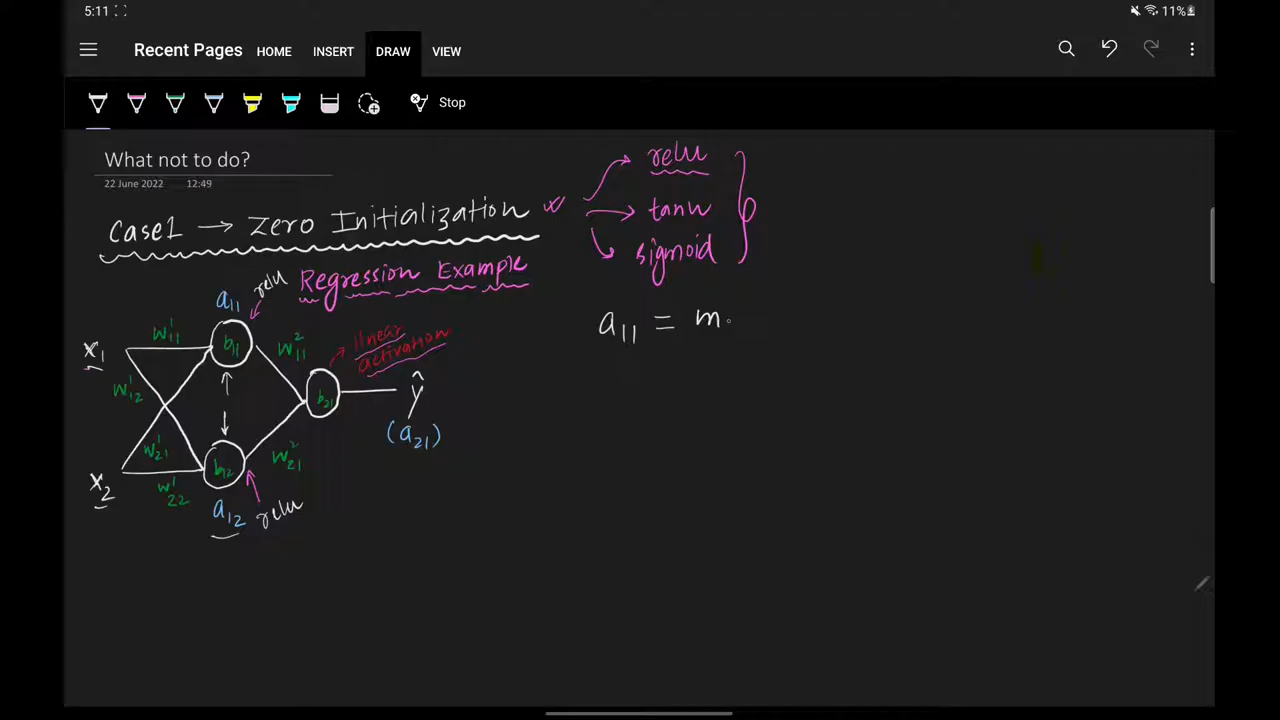 5:11 11%
Recent Pages HOME INSERT DRAW VIEW
Stop
What not to do?
22 June 2022 12:49
Case1 → Zero Initialization
relu
tanh
sigmoid
relu Regression Example
a11
a11 = m
x1 w¹11 b11 w²11 linear activation
w¹12 b21 ŷ
(a21)
w¹21 b12 w²21
x2 w¹22
a12 relu